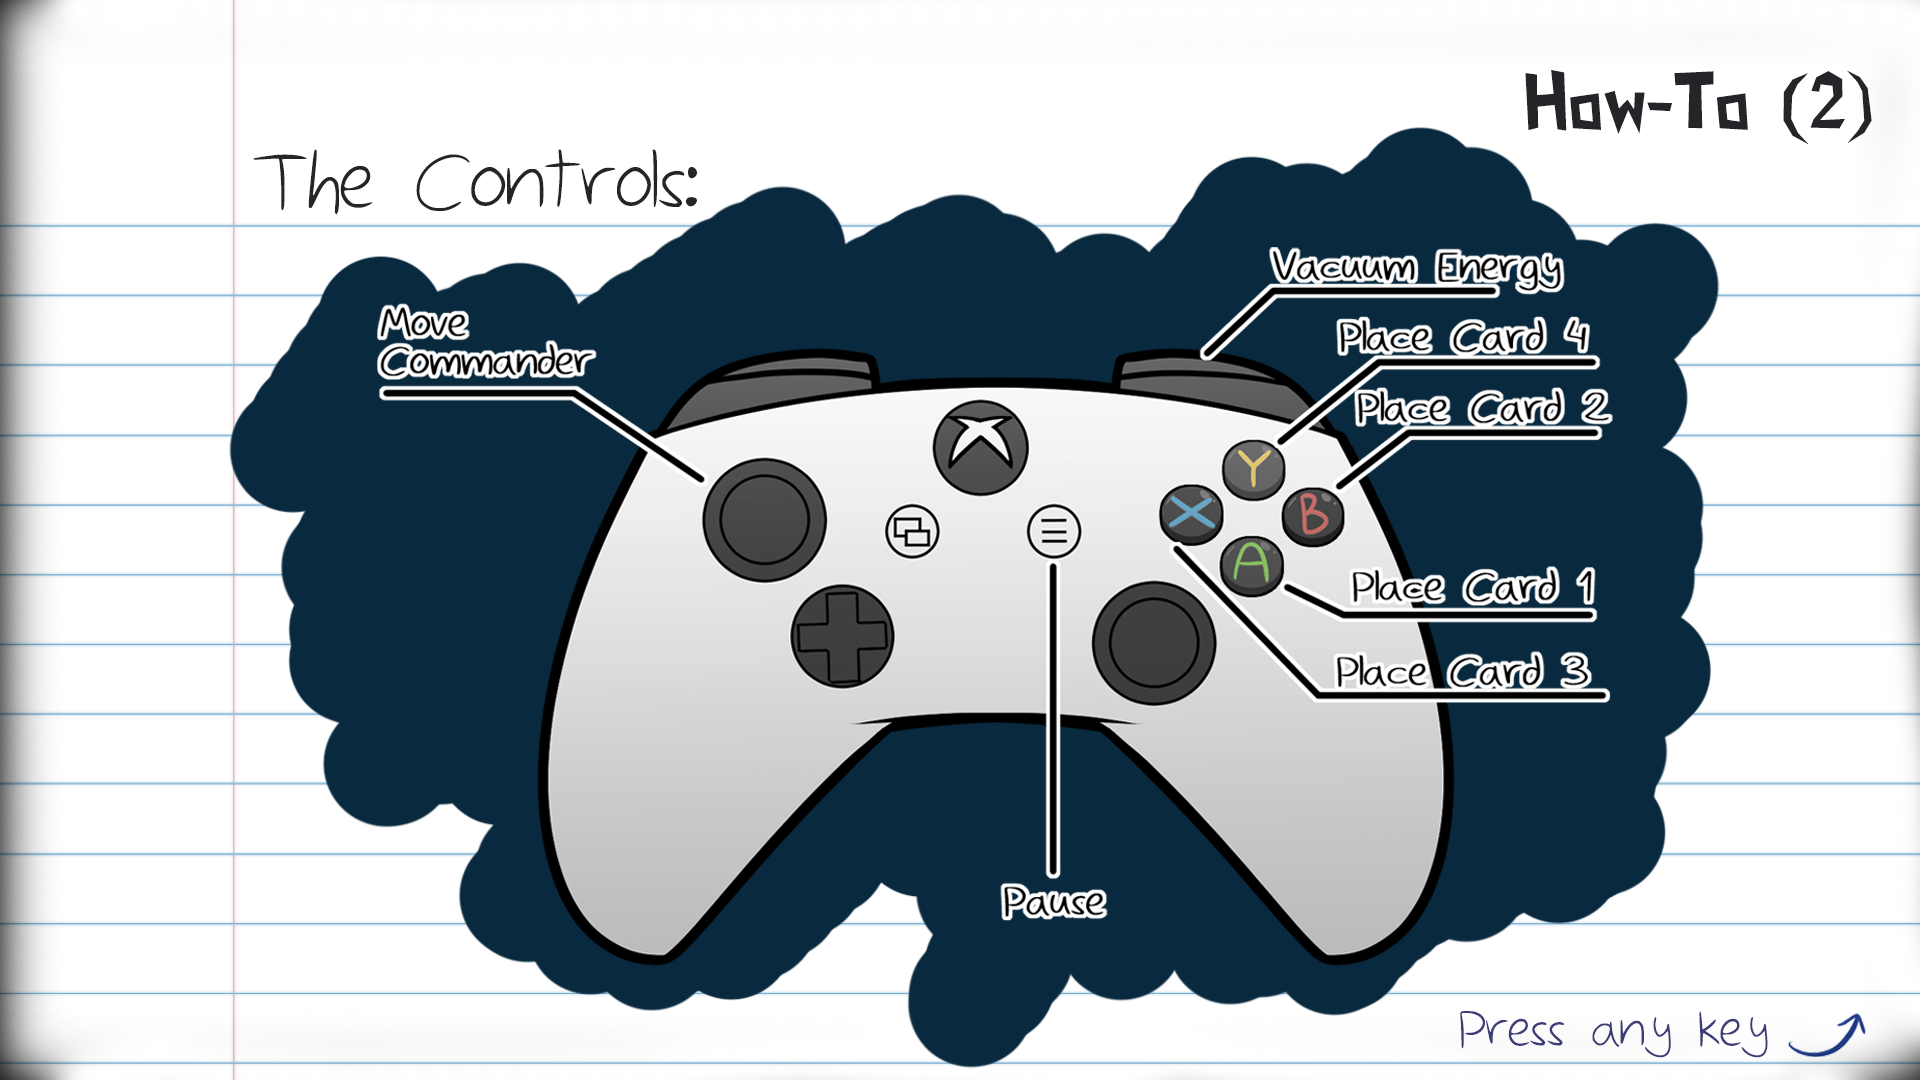 How-To (2)
The Controls:
Vacuum Energy
Move
Commander
Place Card 4
Place Card 2
Y
X
B
A
Place Card 1
Place Card 3
Pause
Press any key